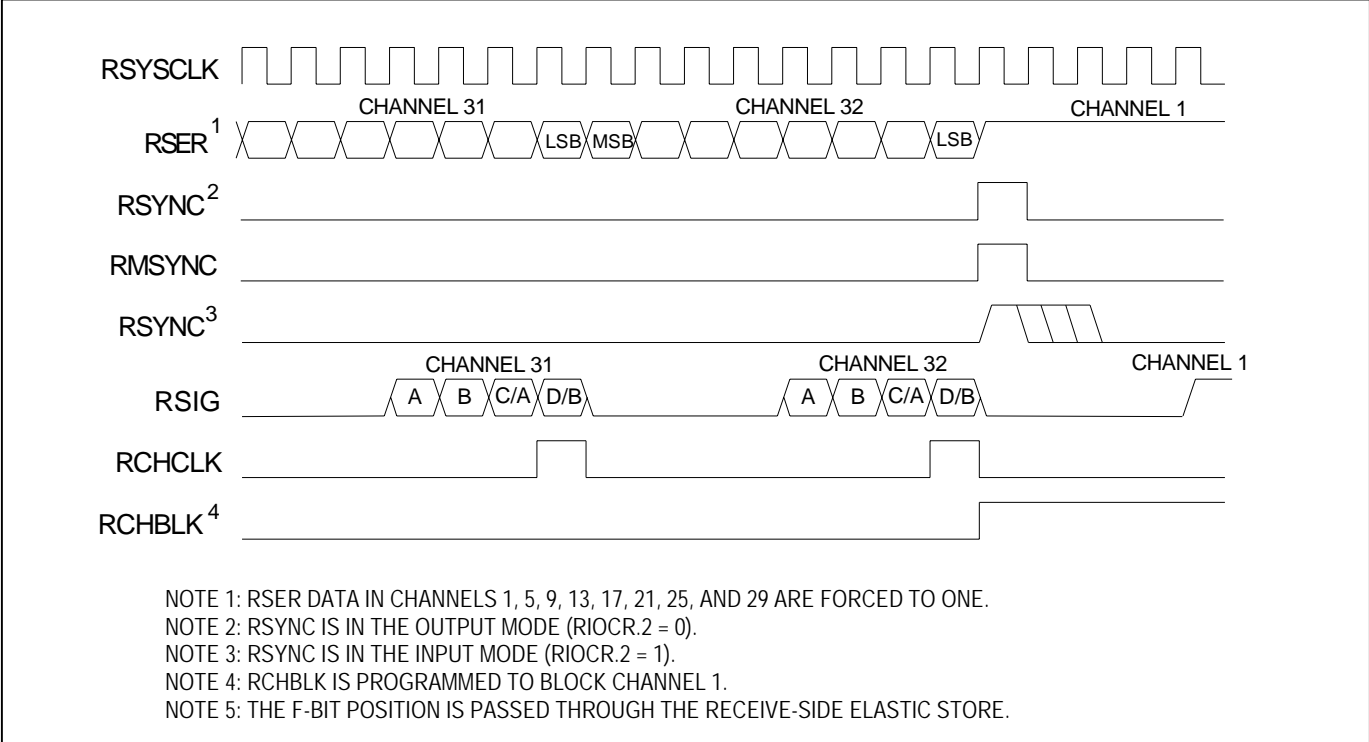 RSYSCLK
CHANNEL 31 CHANNEL 32 CHANNEL 1
RSER1 LSB MSB LSB
RSYNC2
RMSYNC
RSYNC3
CHANNEL 31 CHANNEL 32 CHANNEL 1
RSIG A B C/A D/B A B C/A D/B
RCHCLK
RCHBLK4
NOTE 1: RSER DATA IN CHANNELS 1, 5, 9, 13, 17, 21, 25, AND 29 ARE FORCED TO ONE.
NOTE 2: RSYNC IS IN THE OUTPUT MODE (RIOCR.2 = 0).
NOTE 3: RSYNC IS IN THE INPUT MODE (RIOCR.2 = 1).
NOTE 4: RCHBLK IS PROGRAMMED TO BLOCK CHANNEL 1.
NOTE 5: THE F-BIT POSITION IS PASSED THROUGH THE RECEIVE-SIDE ELASTIC STORE.